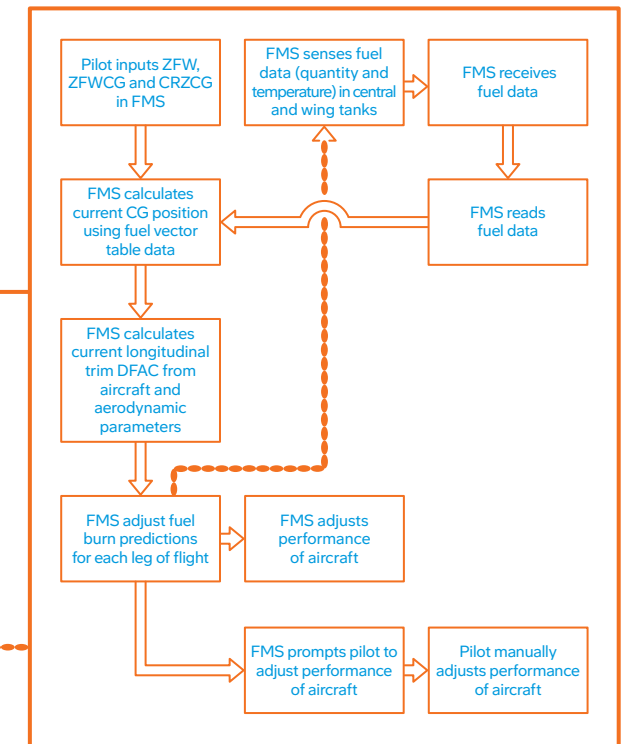 Pilot inputs ZFW,
ZFWCG and CRZCG
in FMS
FMS senses fuel
data (quantity and
temperature) in central
and wing tanks
FMS receives
fuel data
FMS calculates
current CG position
using fuel vector
table data
FMS reads
fuel data
FMS calculates
current longitudinal
trim DFAC from
aircraft and
aerodynamic
parameters
FMS adjust fuel
burn predictions
for each leg of flight
FMS adjusts
performance
of aircraft
FMS prompts pilot to
adjust performance
of aircraft
Pilot manually
adjusts performance
of aircraft